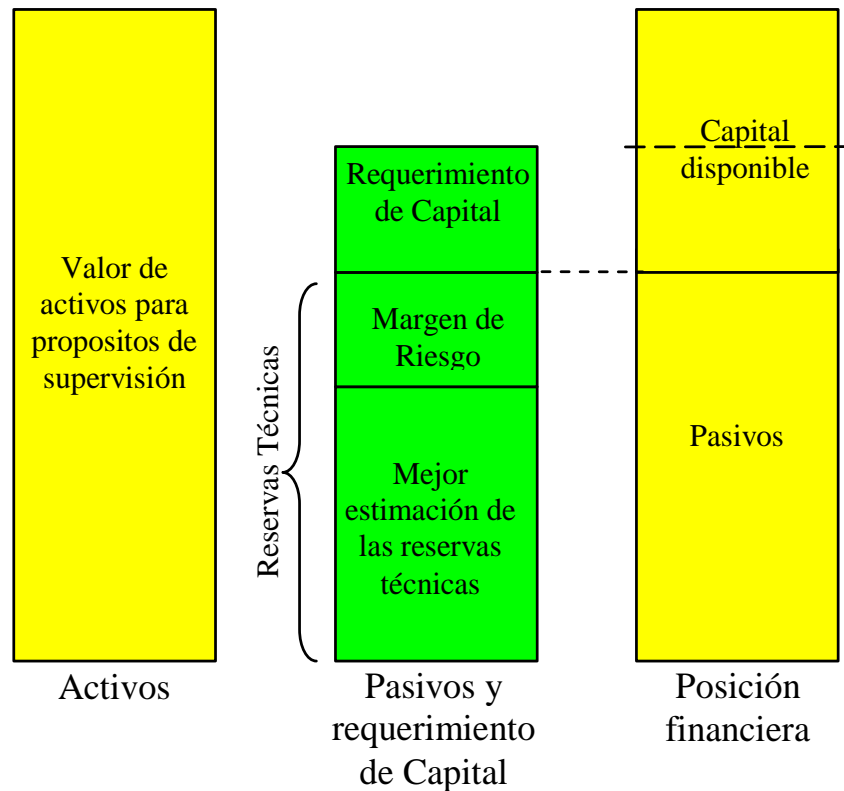 Valor de
activos para
propositos de
supervisión
Activos
Reservas Técnicas
Requerimiento
de Capital
Margen de
Riesgo
Mejor
estimación de
las reservas
técnicas
Pasivos y
requerimiento
de Capital
Capital
disponible
Pasivos
Posición
financiera